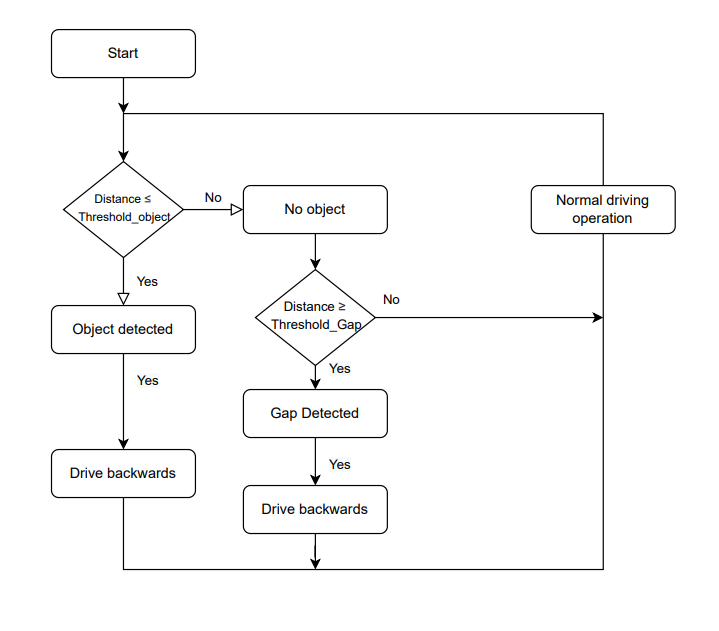 Start
Distance ≤
Threshold_object
No
No object
Normal driving
operation
Yes
Object detected
Distance ≥
Threshold_Gap
No
Yes
Yes
Gap Detected
Yes
Drive backwards
Drive backwards